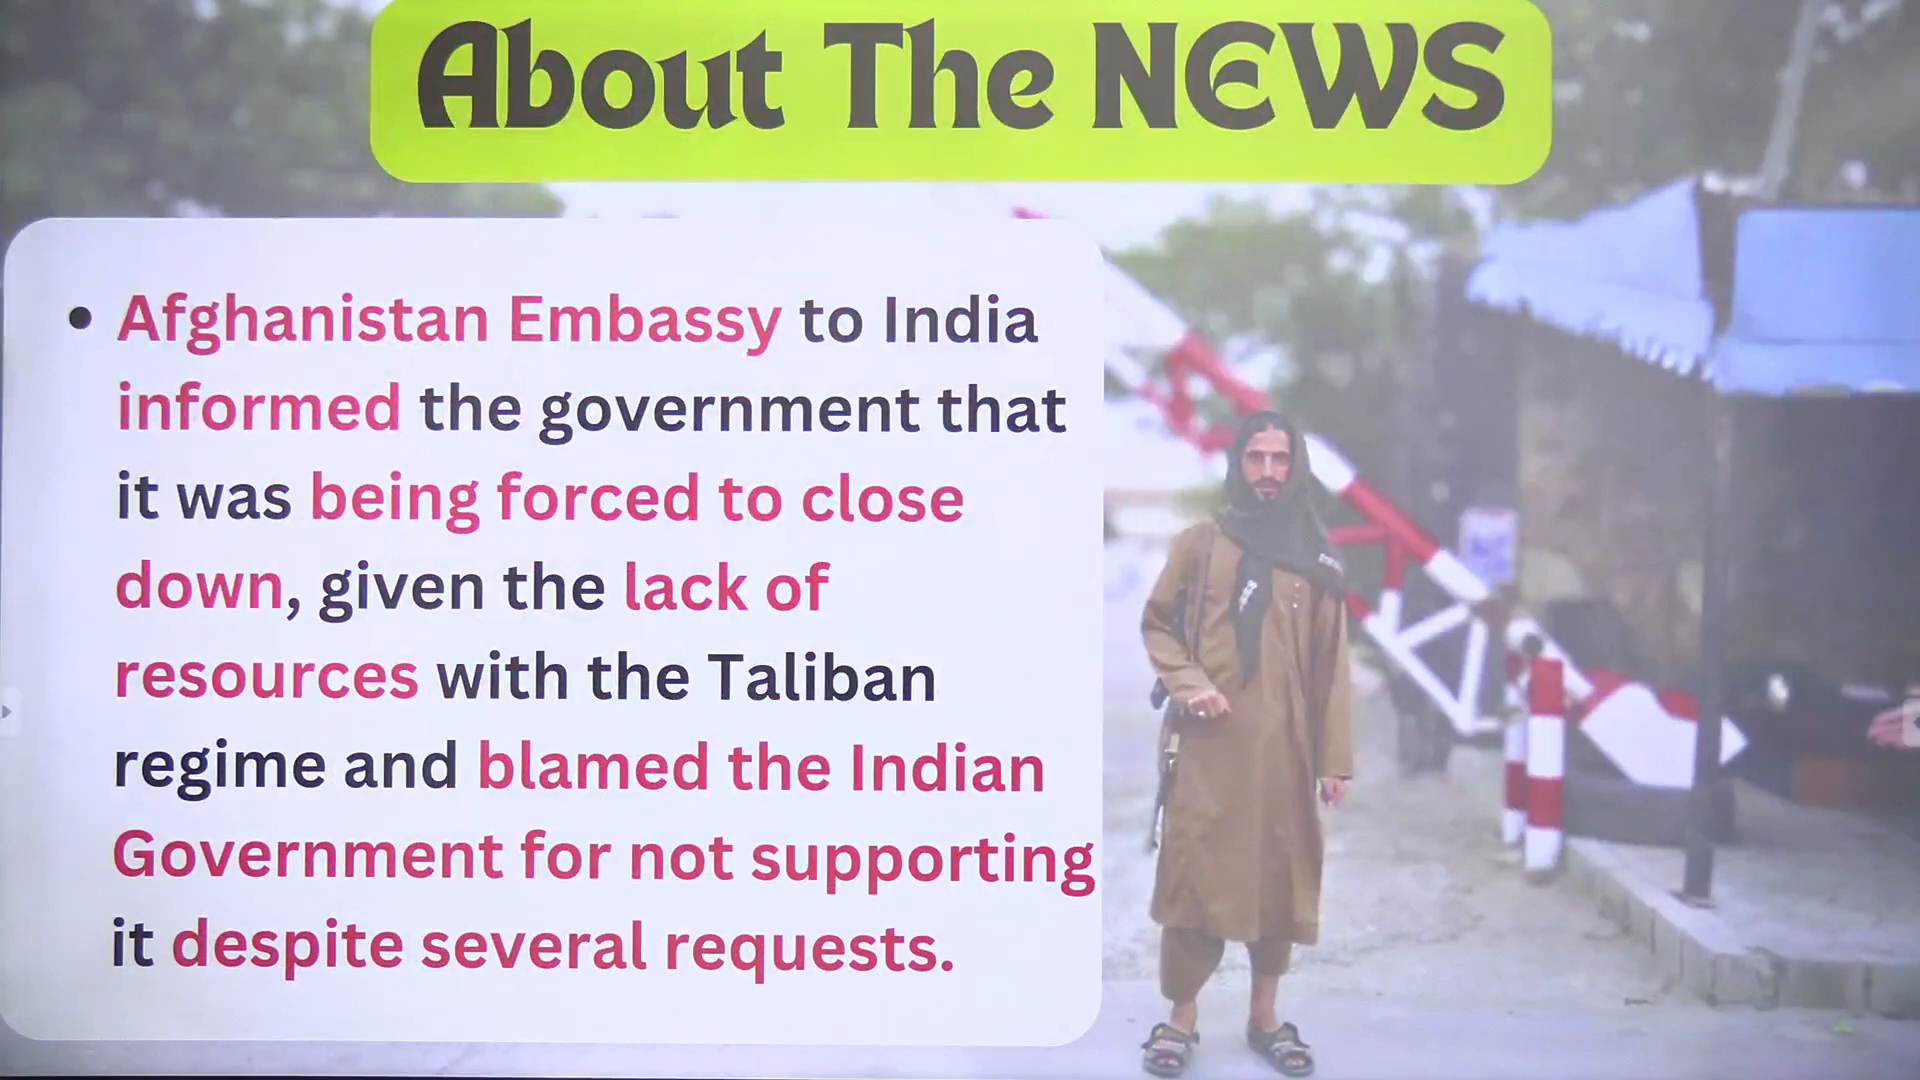 About The NEWS
• Afghanistan Embassy to India
informed the government that
it was being forced to close
down, given the lack of
resources with the Taliban
regime and blamed the Indian
Government for not supporting
it despite several requests.